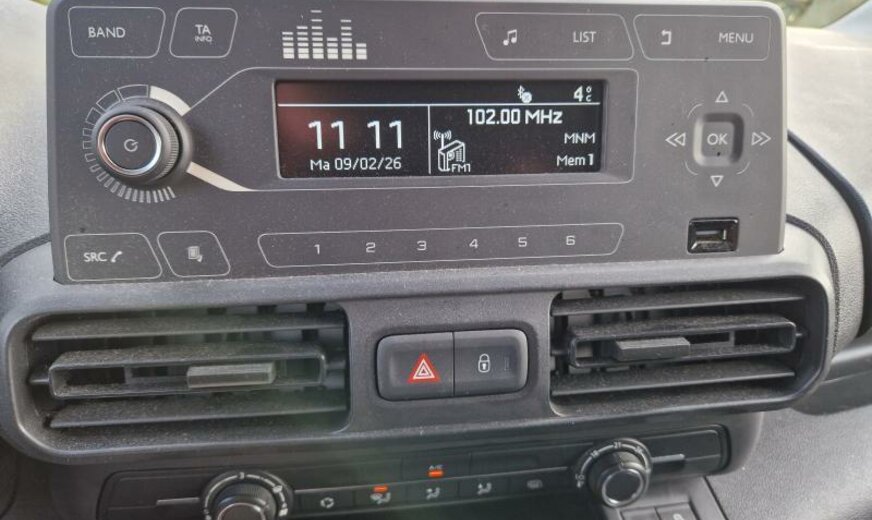 BAND
TA
INFO
LIST
MENU
4°C
102.00 MHz
11 11
MNM
Ma 09/02/26
FM1
Mem 1
OK
SRC
1 2 3 4 5 6
A/C